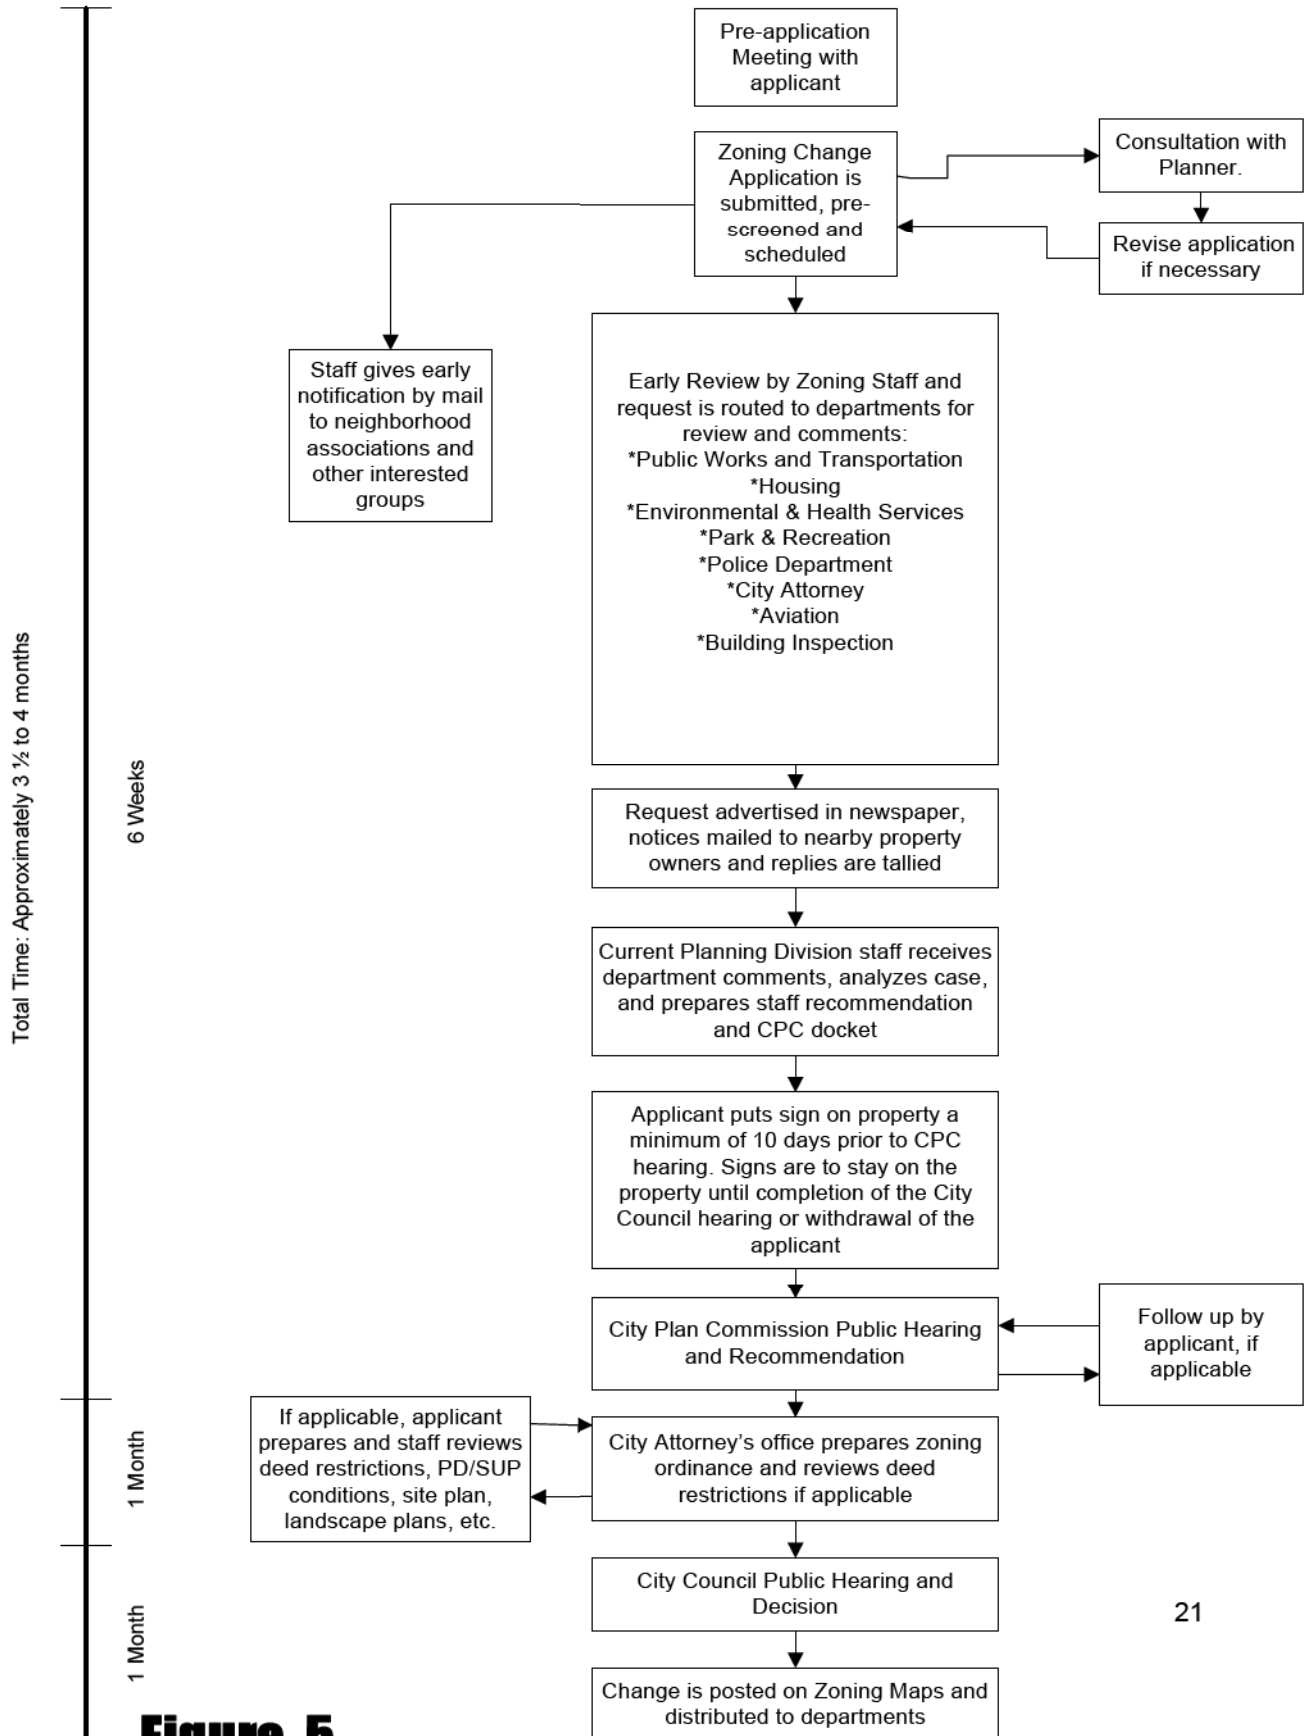 Pre-application
Meeting with
applicant
Zoning Change
Application is
submitted, pre-
screened and
scheduled
Consultation with
Planner.
Revise application
if necessary
Staff gives early
notification by mail
to neighborhood
associations and
other interested
groups
Early Review by Zoning Staff and
request is routed to departments for
review and comments:
*Public Works and Transportation
*Housing
*Environmental & Health Services
*Park & Recreation
*Police Department
*City Attorney
*Aviation
*Building Inspection
Total Time: Approximately 3 ½ to 4 months
6 Weeks
Request advertised in newspaper,
notices mailed to nearby property
owners and replies are tallied
Current Planning Division staff receives
department comments, analyzes case,
and prepares staff recommendation
and CPC docket
Applicant puts sign on property a
minimum of 10 days prior to CPC
hearing. Signs are to stay on the
property until completion of the City
Council hearing or withdrawal of the
applicant
City Plan Commission Public Hearing
and Recommendation
Follow up by
applicant, if
applicable
1 Month
If applicable, applicant
prepares and staff reviews
deed restrictions, PD/SUP
conditions, site plan,
landscape plans, etc.
City Attorney's office prepares zoning
ordinance and reviews deed
restrictions if applicable
1 Month
City Council Public Hearing and
Decision
21
Change is posted on Zoning Maps and
distributed to departments
Figure 5